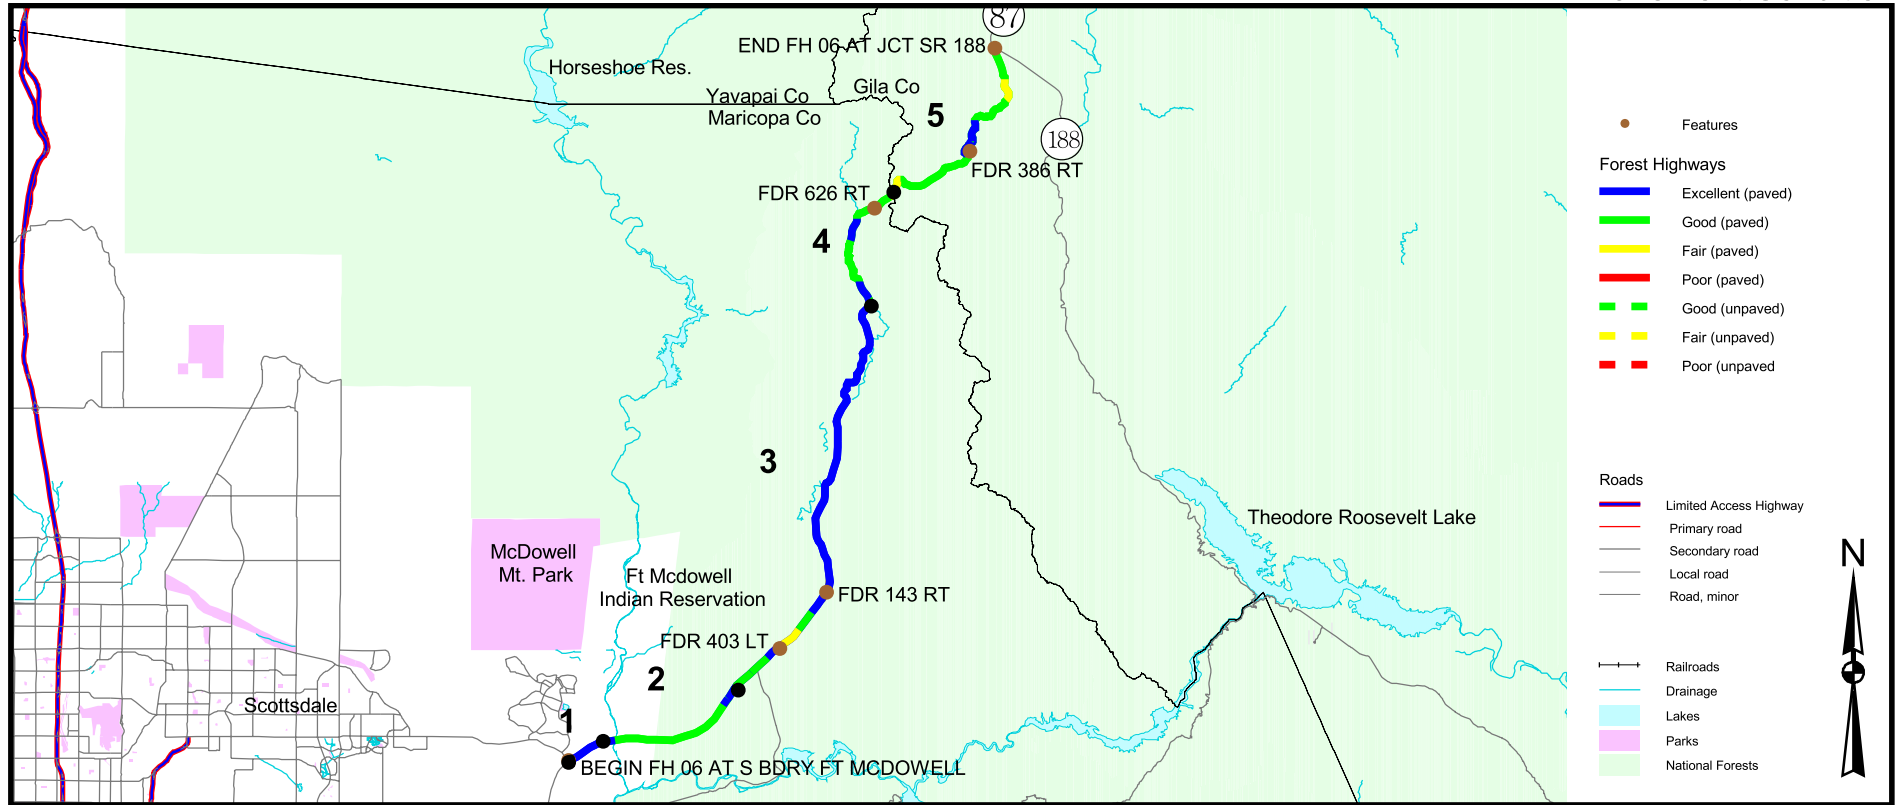 87
END FH 06 AT JCT SR 188
Horseshoe Res.
Gila Co
Yavapai Co
Maricopa Co
5
188
FDR 386 RT
FDR 626 RT
4
3
Theodore Roosevelt Lake
McDowell
Mt. Park
Ft Mcdowell
Indian Reservation
FDR 143 RT
FDR 403 LT
2
Scottsdale
1
BEGIN FH 06 AT S BDRY FT MCDOWELL
Features
Forest Highways
Excellent (paved)
Good (paved)
Fair (paved)
Poor (paved)
Good (unpaved)
Fair (unpaved)
Poor (unpaved
Roads
Limited Access Highway
Primary road
Secondary road
Local road
Road, minor
N
Railroads
Drainage
Lakes
Parks
National Forests